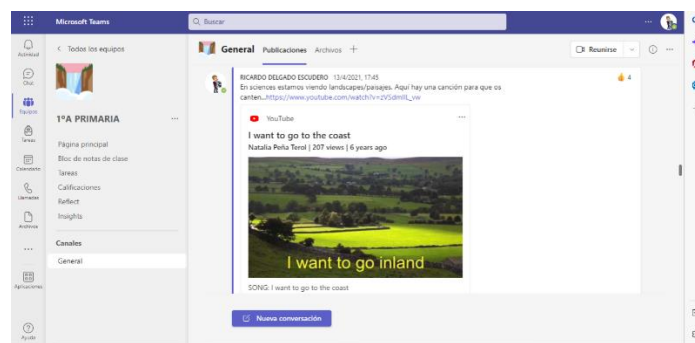 Microsoft Teams
Buscar
Actividad
Chat
Equipos
Tareas
Calendario
Llamadas
Archivos
Aplicaciones
Ayuda
Todos los equipos
1ºA PRIMARIA
Página principal
Bloc de notas de clase
Tareas
Calificaciones
Reflect
Insights
Canales
General
General Publicaciones Archivos
Reunirse
RICARDO DELGADO ESCUDERO 13/4/2021, 17:45
4
En sciences estamos viendo landscapes/paisajes. Aquí hay una canción para que os
canten...https://www.youtube.com/watch?v=zVSdmlL_vw
YouTube
I want to go to the coast
Natalia Peña Terol | 207 views | 6 years ago
I want to go inland
SONG: I want to go to the coast
Nueva conversación